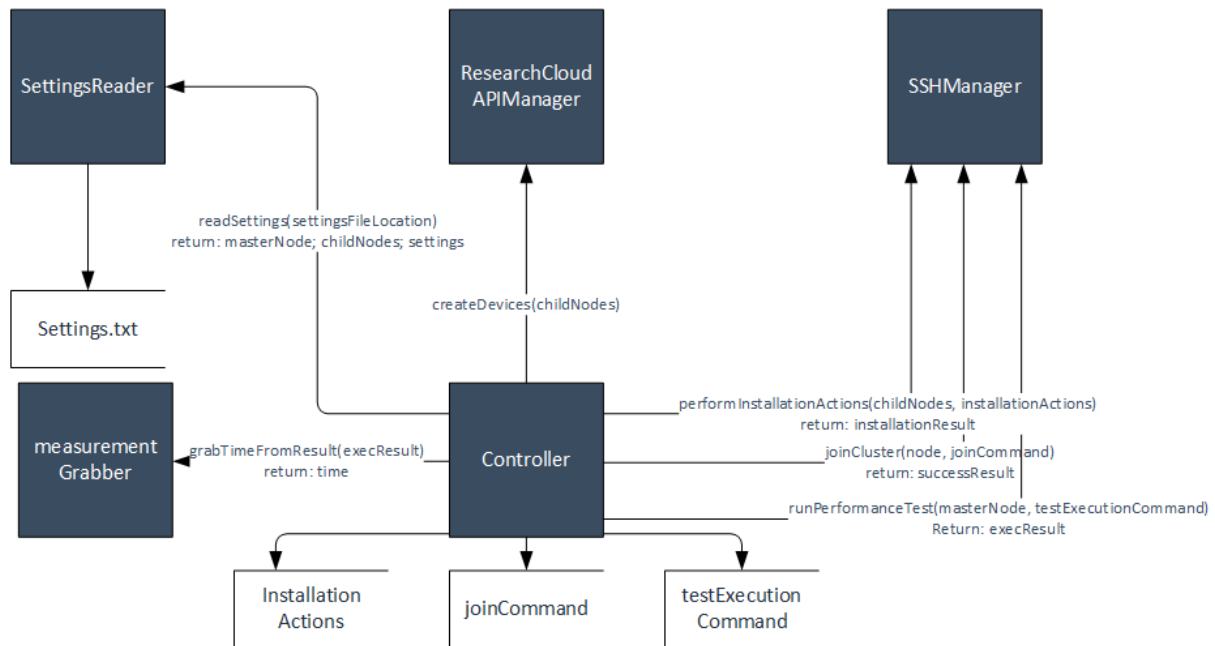 SettingsReader
ResearchCloud
APIManager
SSHManager
readSettings(settingsFileLocation)
return: masterNode; childNodes; settings
createDevices(childNodes)
Settings.txt
measurement
Grabber
grabTimeFromResult(execResult)
return: time
Controller
performInstallationActions(childNodes, installationActions)
return: installationResult
joinCluster(node, joinCommand)
return: successResult
runPerformanceTest(masterNode, testExecutionCommand)
Return: execResult
Installation
Actions
joinCommand
testExecution
Command